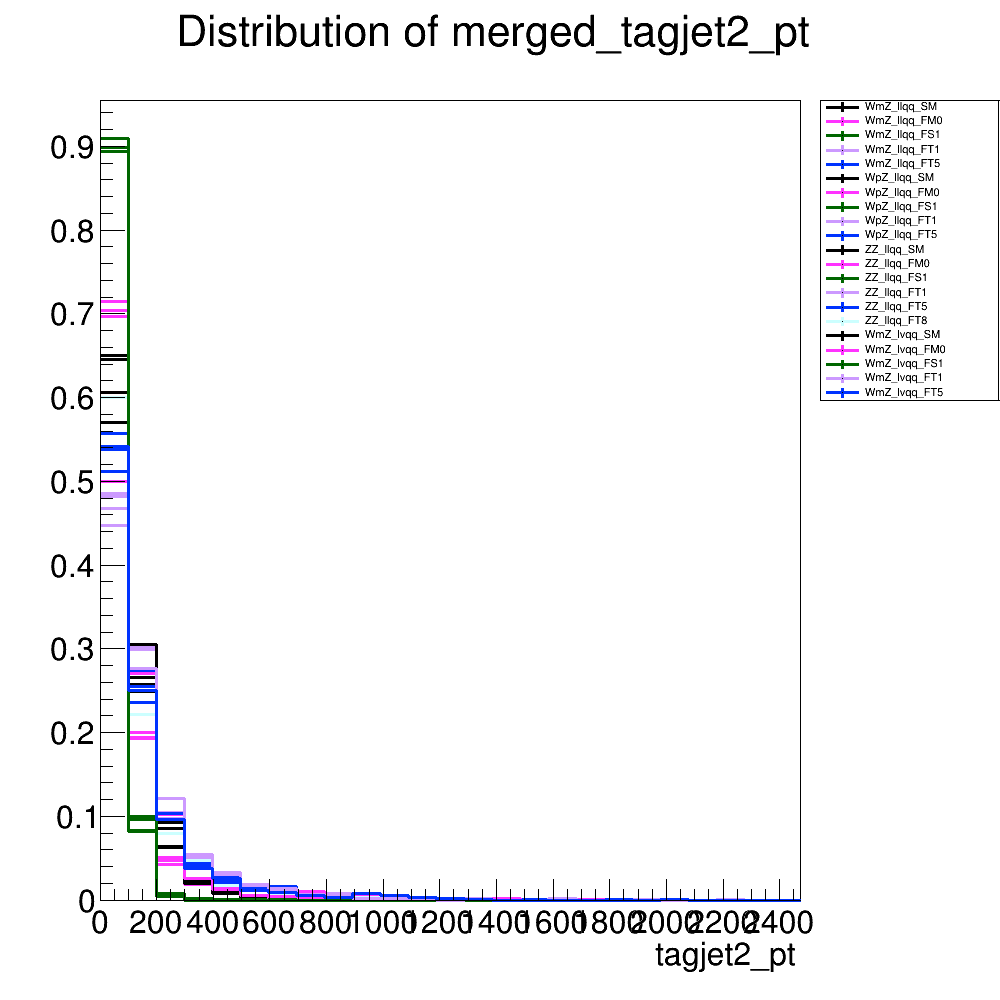 Distribution of merged_tagjet2_pt
WmZ_llqq_SM
WmZ_llqq_FM0
WmZ_llqq_FS1
WmZ_llqq_FT1
WmZ_llqq_FT5
WpZ_llqq_SM
WpZ_llqq_FM0
WpZ_llqq_FS1
WpZ_llqq_FT1
WpZ_llqq_FT5
ZZ_llqq_SM
ZZ_llqq_FM0
ZZ_llqq_FS1
ZZ_llqq_FT1
ZZ_llqq_FT5
ZZ_llqq_FT8
WmZ_lvqq_SM
WmZ_lvqq_FM0
WmZ_lvqq_FS1
WmZ_lvqq_FT1
WmZ_lvqq_FT5
0.9
0.8
0.7
0.6
0.5
0.4
0.3
0.2
0.1
0
0 200 400 600 800 1000 1200 1400 1600 1800 2000 2200 2400
tagjet2_pt